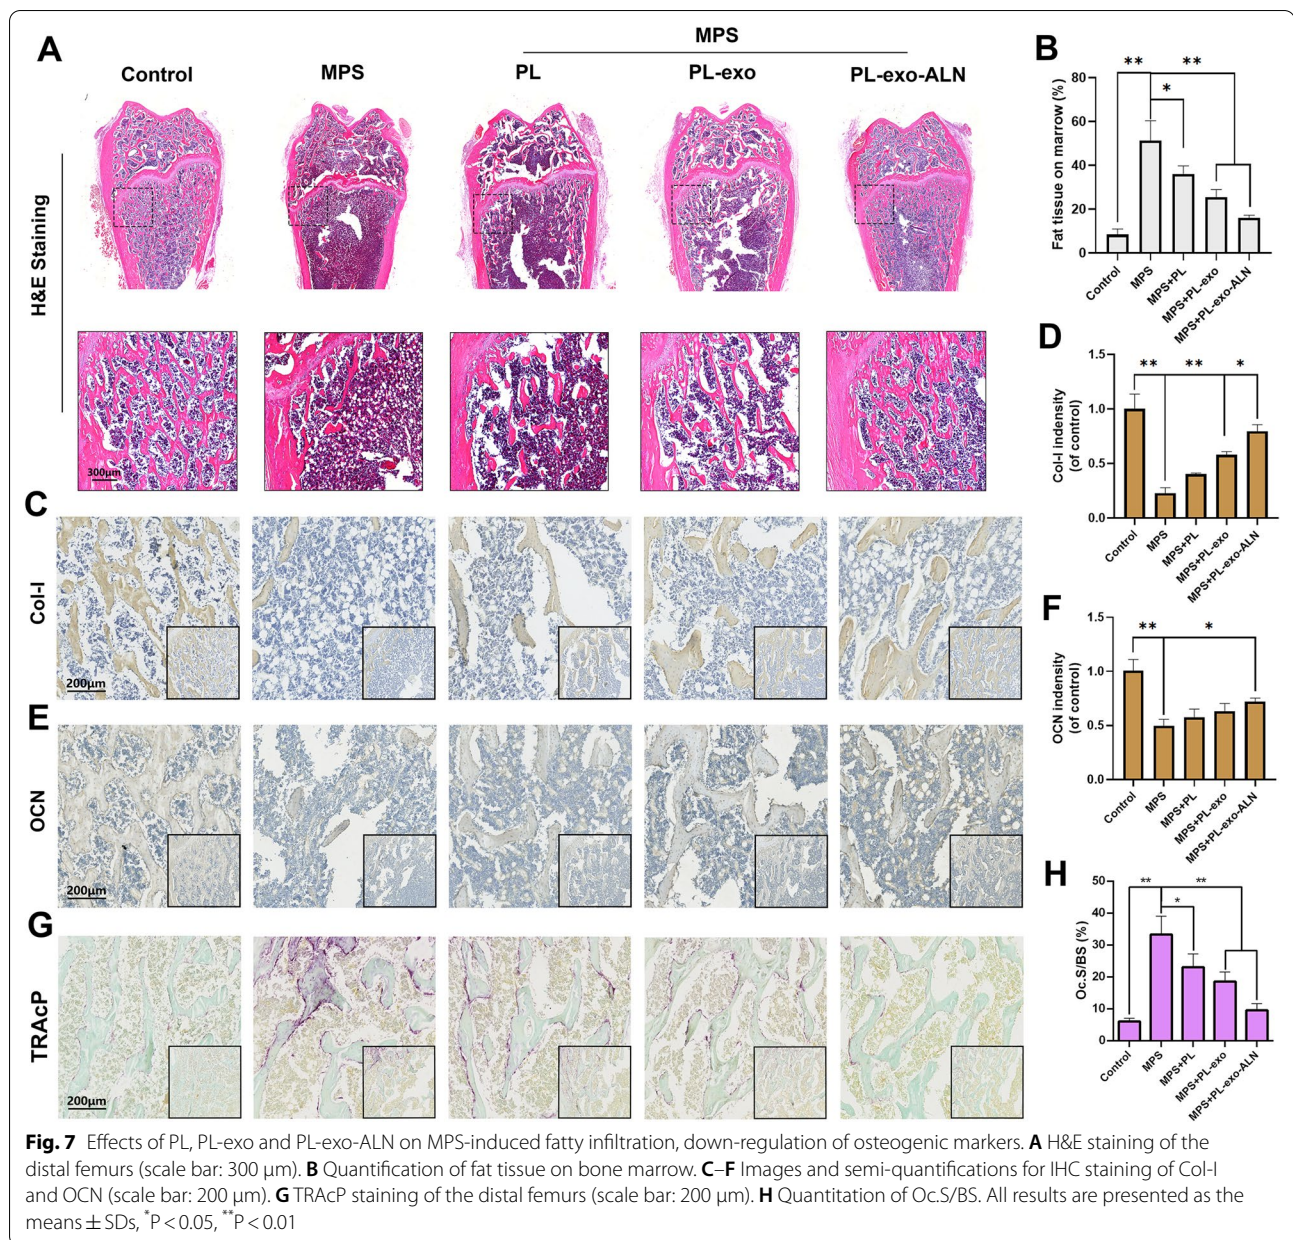 A
MPS
Control
MPS
PL
PL-exo
PL-exo-ALN
H&E Staining
300μm
B
Fat tissue on marrow (%)
80
60
40
20
0
** **
*
Control
MPS
MPS+PL
MPS+PL-exo
MPS+PL-exo-ALN
C
Col-I
200μm
D
Col-I indensity
(of control)
1.5
1.0
0.5
0.0
** ** *
Control
MPS
MPS+PL
MPS+PL-exo
MPS+PL-exo-ALN
E
OCN
200μm
F
OCN indensity
(of control)
1.5
1.0
0.5
0.0
** *
Control
MPS
MPS+PL
MPS+PL-exo
MPS+PL-exo-ALN
G
TRAcP
200μm
H
Oc.S/BS (%)
50
40
30
20
10
0
** **
*
Control
MPS
MPS+PL
MPS+PL-exo
MPS+PL-exo-ALN
Fig. 7 Effects of PL, PL-exo and PL-exo-ALN on MPS-induced fatty infiltration, down-regulation of osteogenic markers. A H&E staining of the
distal femurs (scale bar: 300 μm). B Quantification of fat tissue on bone marrow. C–F Images and semi-quantifications for IHC staining of Col-I
and OCN (scale bar: 200 μm). G TRAcP staining of the distal femurs (scale bar: 200 μm). H Quantitation of Oc.S/BS. All results are presented as the
means ± SDs, *P < 0.05, **P < 0.01